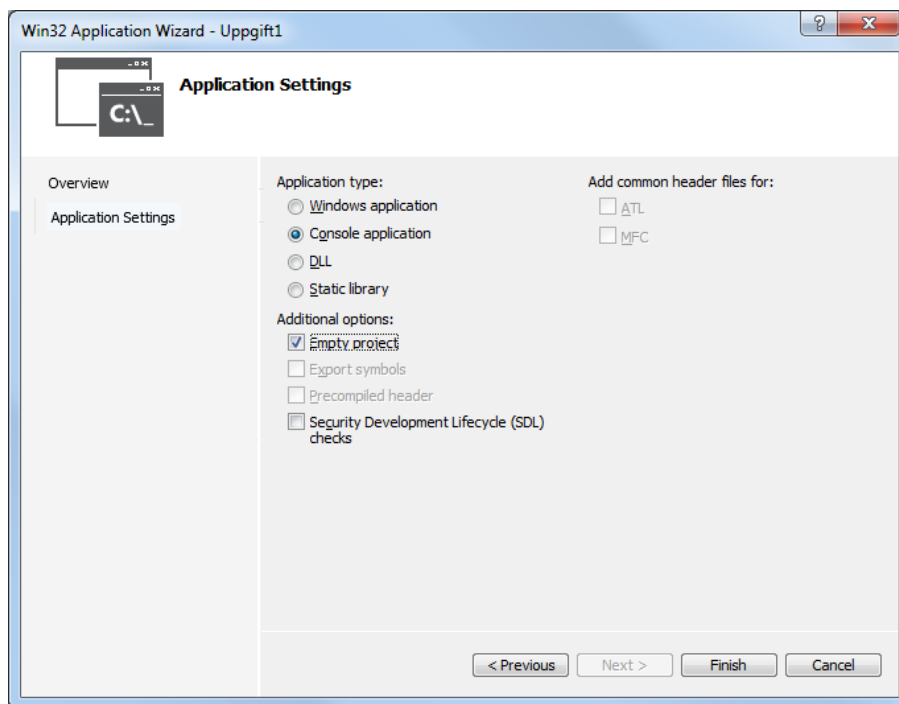 Win32 Application Wizard - Uppgift1
C:\_
Application Settings
Overview
Application Settings
Application type:
Windows application
Console application
DLL
Static library
Additional options:
Empty project
Export symbols
Precompiled header
Security Development Lifecycle (SDL)
checks
Add common header files for:
ATL
MFC
< Previous
Next >
Finish
Cancel